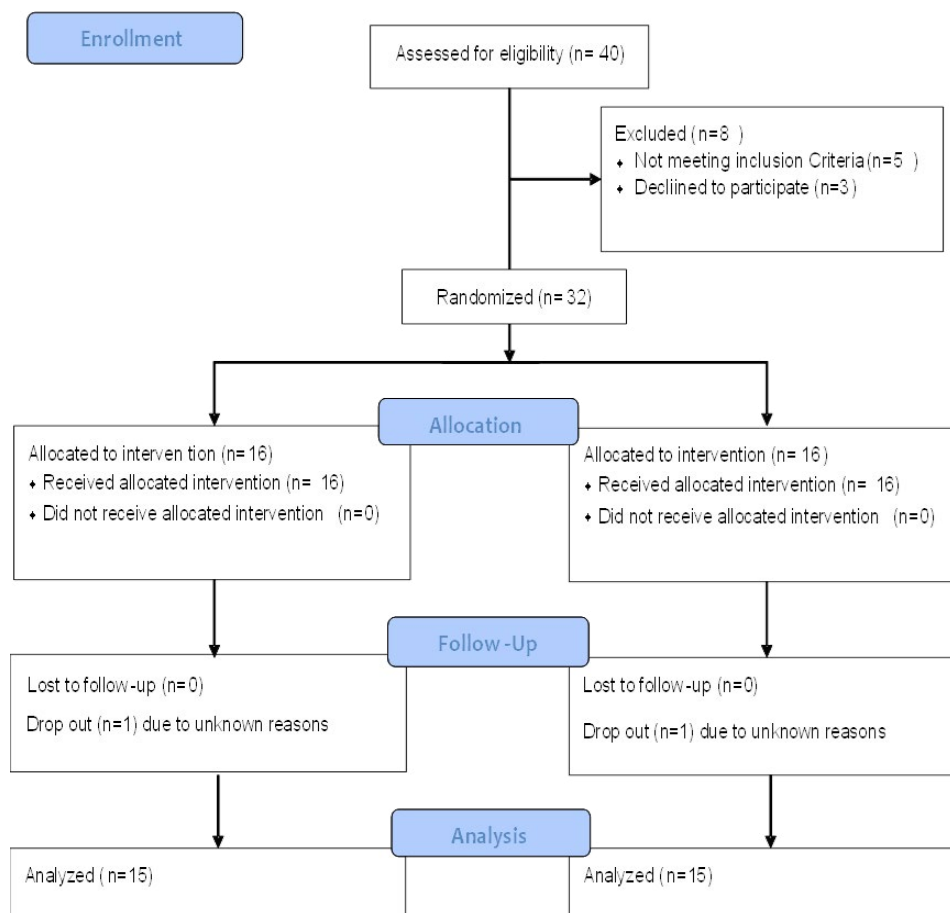 Enrollment
Assessed for eligibility (n= 40)
Excluded (n=8 )
♦ Not meeting inclusion Criteria (n=5 )
♦ Decliined to participate (n=3)
Randomized (n= 32)
Allocation
Allocated to interven tion (n= 16)
♦ Received allocated intervention (n= 16)
♦ Did not receive allocated intervention (n=0)
Allocated to intervention (n= 16)
♦ Received allocated intervention (n= 16)
♦ Did not receive allocated intervention (n=0)
Follow -Up
Lost to follow -up (n=0)
Drop out (n=1) due to unknown reasons
Lost to follow-up (n=0)
Drop out (n=1) due to unknown reasons
Analysis
Analyzed ( n=15)
Analyzed ( n=15)